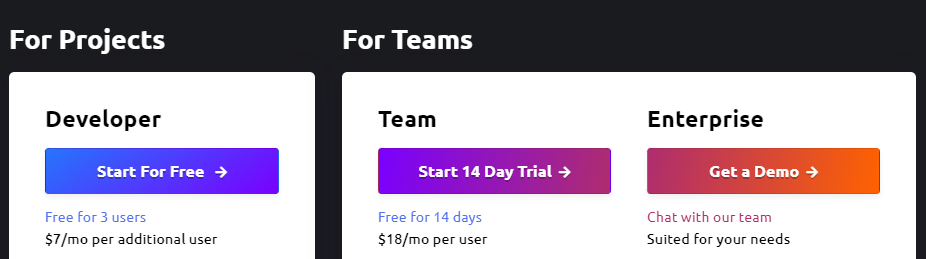 For Projects
Developer
Start For Free →
Free for 3 users
$7/mo per additional user
For Teams
Team
Start 14 Day Trial →
Free for 14 days
$18/mo per user
Enterprise
Get a Demo →
Chat with our team
Suited for your needs